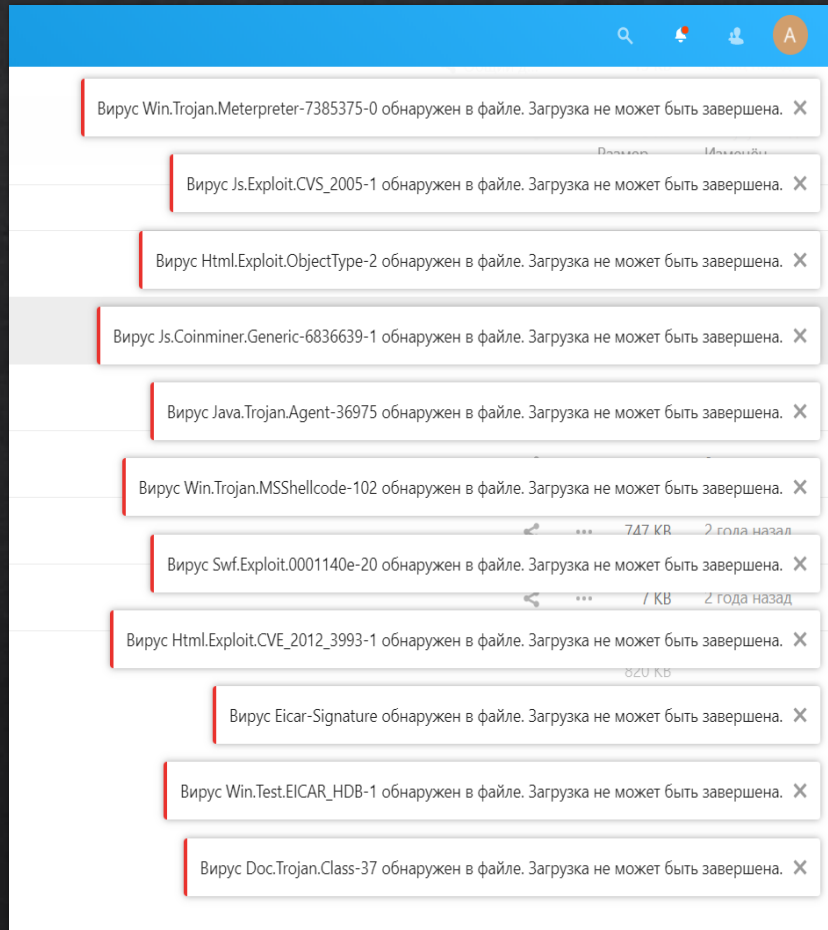 A
Вирус Win.Trojan.Meterpreter-7385375-0 обнаружен в файле. Загрузка не может быть завершена.
Размер Изменён
Вирус Js.Exploit.CVS_2005-1 обнаружен в файле. Загрузка не может быть завершена.
Вирус Html.Exploit.ObjectType-2 обнаружен в файле. Загрузка не может быть завершена.
Вирус Js.Coinminer.Generic-6836639-1 обнаружен в файле. Загрузка не может быть завершена.
Вирус Java.Trojan.Agent-36975 обнаружен в файле. Загрузка не может быть завершена.
Вирус Win.Trojan.MSShellcode-102 обнаружен в файле. Загрузка не может быть завершена.
747 KB 2 года назад
Вирус Swf.Exploit.0001140e-20 обнаружен в файле. Загрузка не может быть завершена.
7 KB 2 года назад
Вирус Html.Exploit.CVE_2012_3993-1 обнаружен в файле. Загрузка не может быть завершена.
820 KB
Вирус Eicar-Signature обнаружен в файле. Загрузка не может быть завершена.
Вирус Win.Test.EICAR_HDB-1 обнаружен в файле. Загрузка не может быть завершена.
Вирус Doc.Trojan.Class-37 обнаружен в файле. Загрузка не может быть завершена.